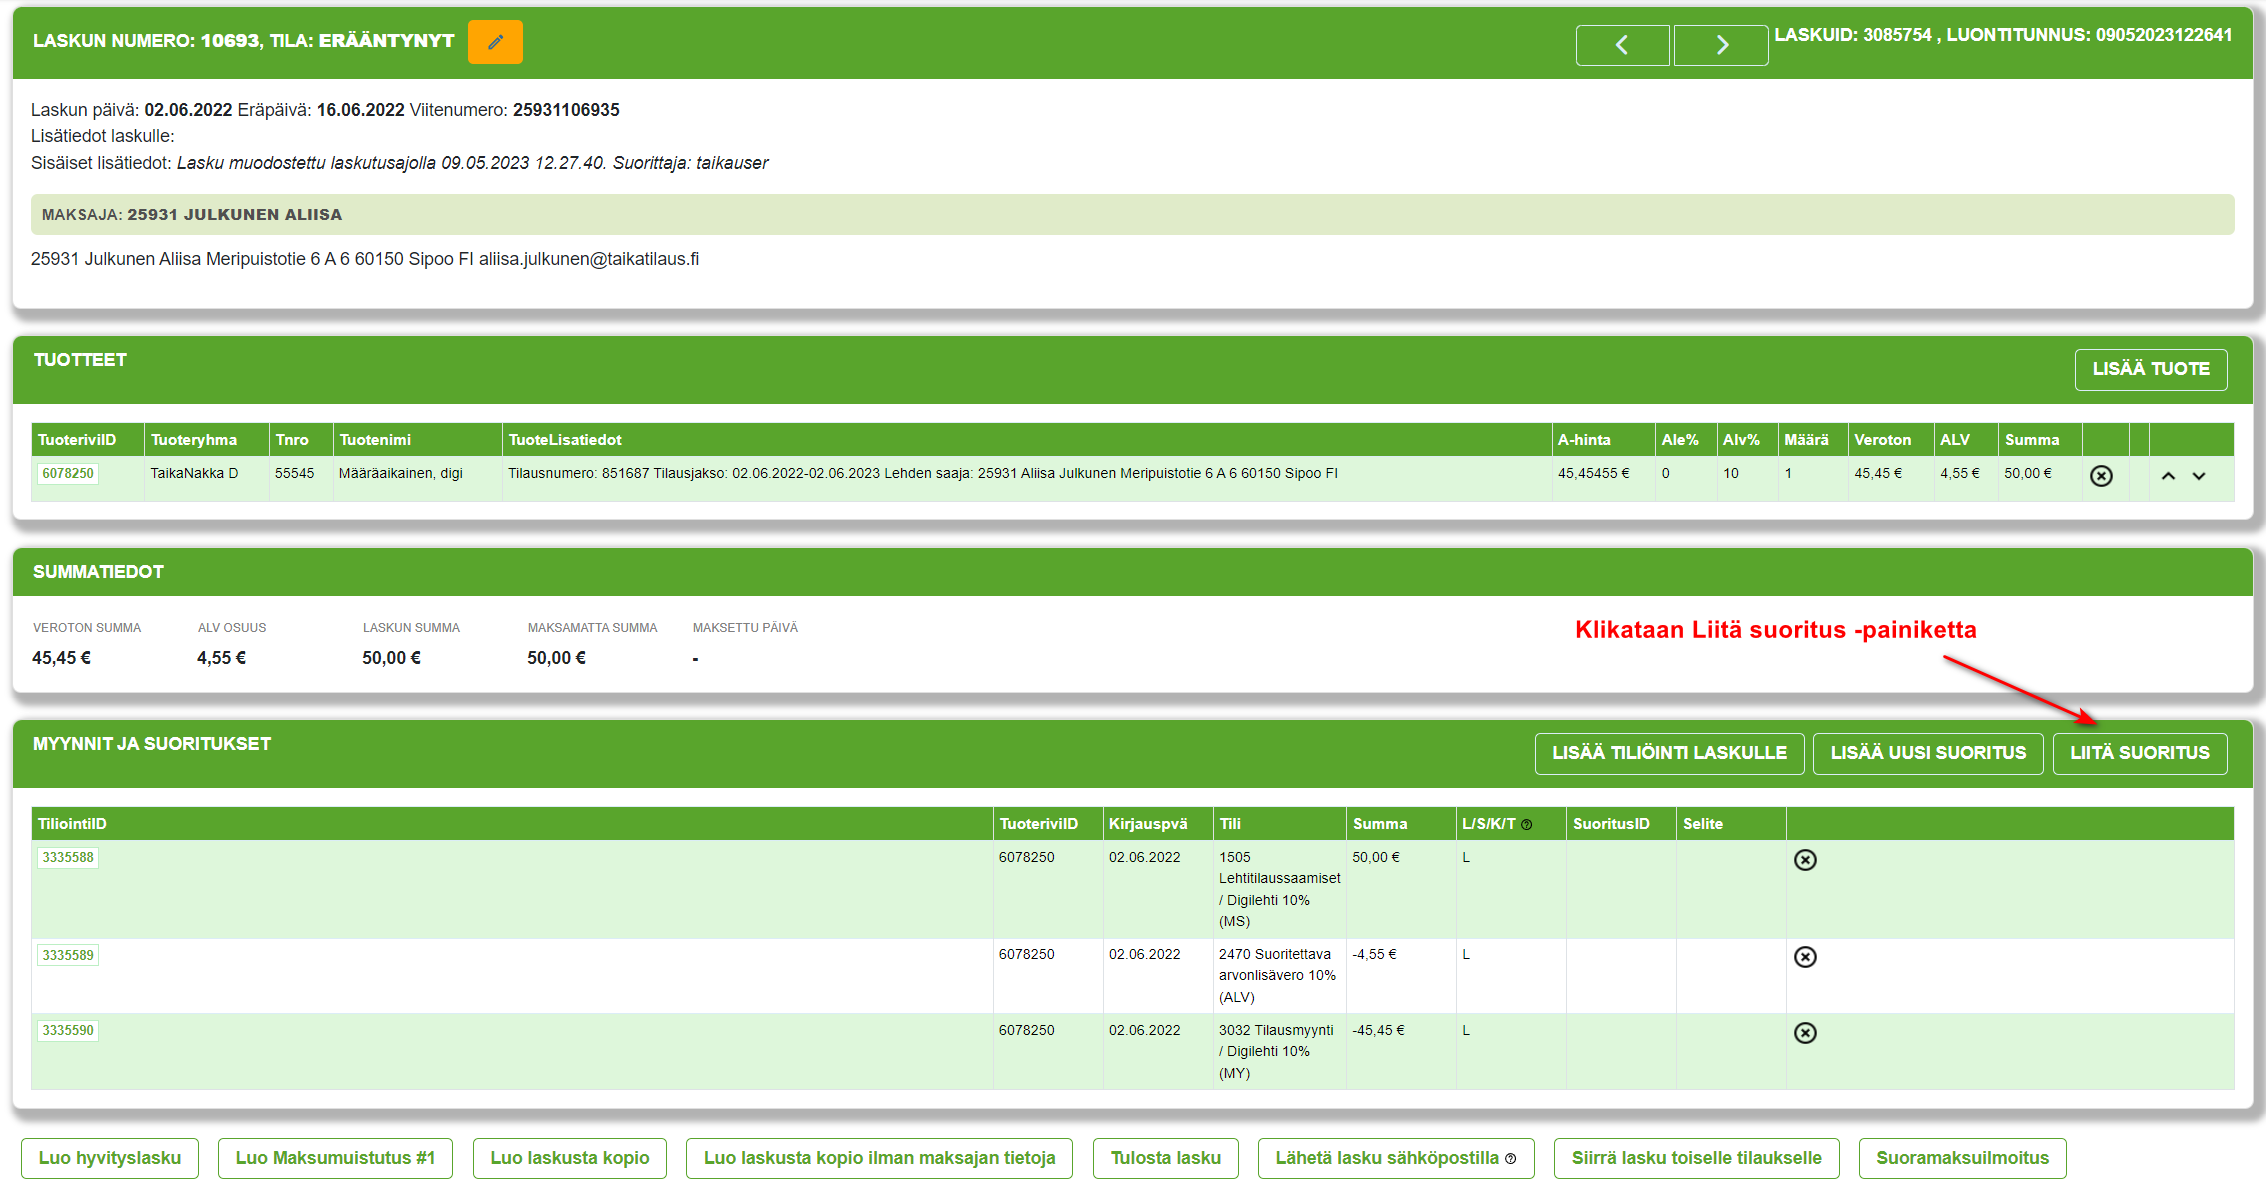 LASKUN NUMERO: 10693, TILA: ERÄÄNTYNYT
LASKUID: 3085754 , LUONTITUNNUS: 09052023122641
Laskun päivä: 02.06.2022 Eräpäivä: 16.06.2022 Viitenumero: 25931106935
Lisätiedot laskulle:
Sisäiset lisätiedot: Lasku muodostettu laskutusajolla 09.05.2023 12.27.40. Suorittaja: taikauser
MAKSAJA: 25931 JULKUNEN ALIISA
25931 Julkunen Aliisa Meripuistotie 6 A 6 60150 Sipoo FI aliisa.julkunen@taikatilaus.fi
TUOTTEET
LISÄÄ TUOTE
TuoteriviID Tuoteryhma Tnro Tuotenimi TuoteLisatiedot A-hinta Ale% Alv% Määrä Veroton ALV Summa
6078250 TaikaNakka D 55545 Määräaikainen, digi Tilausnumero: 851687 Tilausjakso: 02.06.2022-02.06.2023 Lehden saaja: 25931 Aliisa Julkunen Meripuistotie 6 A 6 60150 Sipoo FI 45,45455 € 0 10 1 45,45 € 4,55 € 50,00 €
SUMMATIEDOT
VEROTON SUMMA ALV OSUUS LASKUN SUMMA MAKSAMATTA SUMMA MAKSETTU PÄIVÄ
45,45 € 4,55 € 50,00 € 50,00 € -
Klikataan Liitä suoritus -painiketta
MYYNNIT JA SUORITUKSET
LISÄÄ TILIÖINTI LASKULLE LISÄÄ UUSI SUORITUS LIITÄ SUORITUS
TiliointiID TuoteriviID Kirjauspvä Tili Summa L/S/K/T SuoritusID Selite
3335588 6078250 02.06.2022 1505 50,00 € L
Lehtitilaussaamiset
/ Digilehti 10%
(MS)
3335589 6078250 02.06.2022 2470 Suoritettava -4,55 € L
arvonlisävero 10%
(ALV)
3335590 6078250 02.06.2022 3032 Tilausmyynti -45,45 € L
/ Digilehti 10%
(MY)
Luo hyvityslasku Luo Maksumuistutus #1 Luo laskusta kopio Luo laskusta kopio ilman maksajan tietoja Tulosta lasku Lähetä lasku sähköpostilla Siirrä lasku toiselle tilaukselle Suoramaksuilmoitus